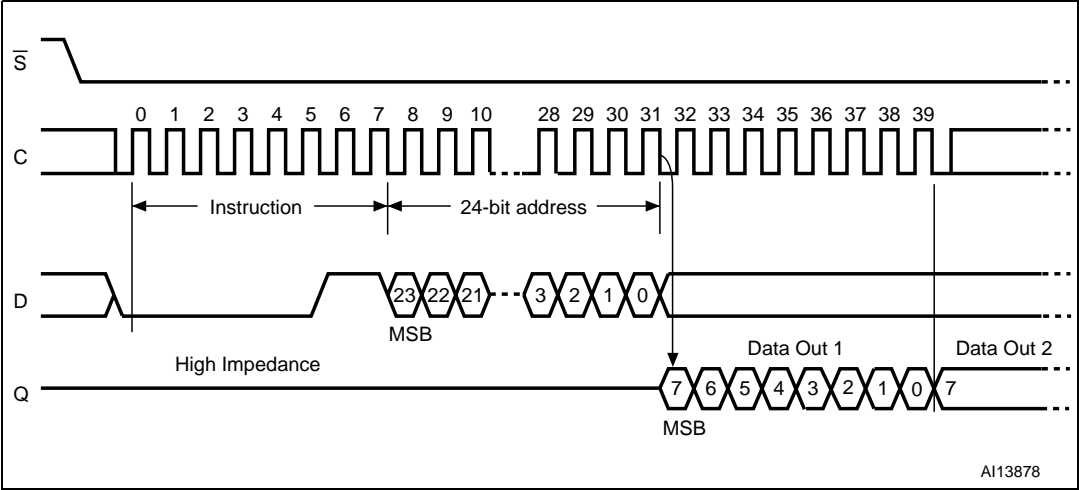 S
0 1 2 3 4 5 6 7 8 9 10 28 29 30 31 32 33 34 35 36 37 38 39
C
Instruction 24-bit address
D 23 22 21 3 2 1 0
MSB
High Impedance Data Out 1 Data Out 2
Q 7 6 5 4 3 2 1 0 7
MSB
AI13878